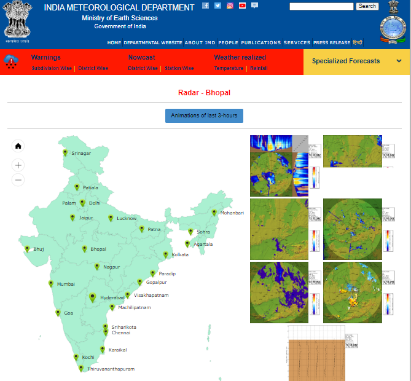 INDIA METEOROLOGICAL DEPARTMENT
Ministry of Earth Sciences
Government of India
Search
HOME DEPARTMENTAL WEBSITE ABOUT IMD PEOPLE PUBLICATIONS SERVICES PRESS RELEASE हिन्दी
Warnings
Subdivision Wise | District Wise
Nowcast
District Wise | Station Wise
Weather realized
Temperature | Rainfall
Specialized Forecasts
Radar - Bhopal
Animations of last 3-hours
Srinagar
Patiala
Palam
Delhi
Jaipur
Lucknow
Mohanbari
Patna
Sohra
Agartala
Bhuj
Bhopal
Kolkata
Nagpur
Paradip
Mumbai
Gopalpur
Hyderabad
Visakhapatnam
Machilipatnam
Goa
Sriharikota
Chennai
Karaikal
Kochi
Thiruvananthapuram